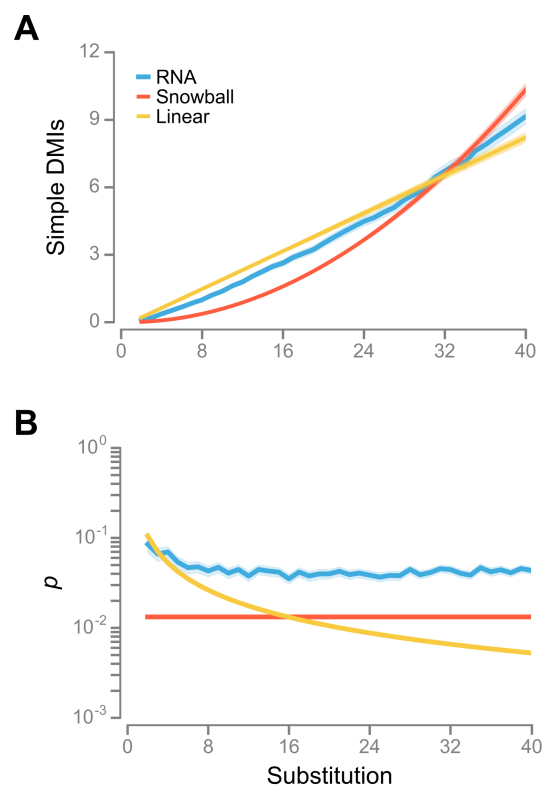 A
Simple DMIs
12
9
6
3
0
RNA
Snowball
Linear
0 8 16 24 32 40
B
p
10^0
10^-1
10^-2
10^-3
0 8 16 24 32 40
Substitution